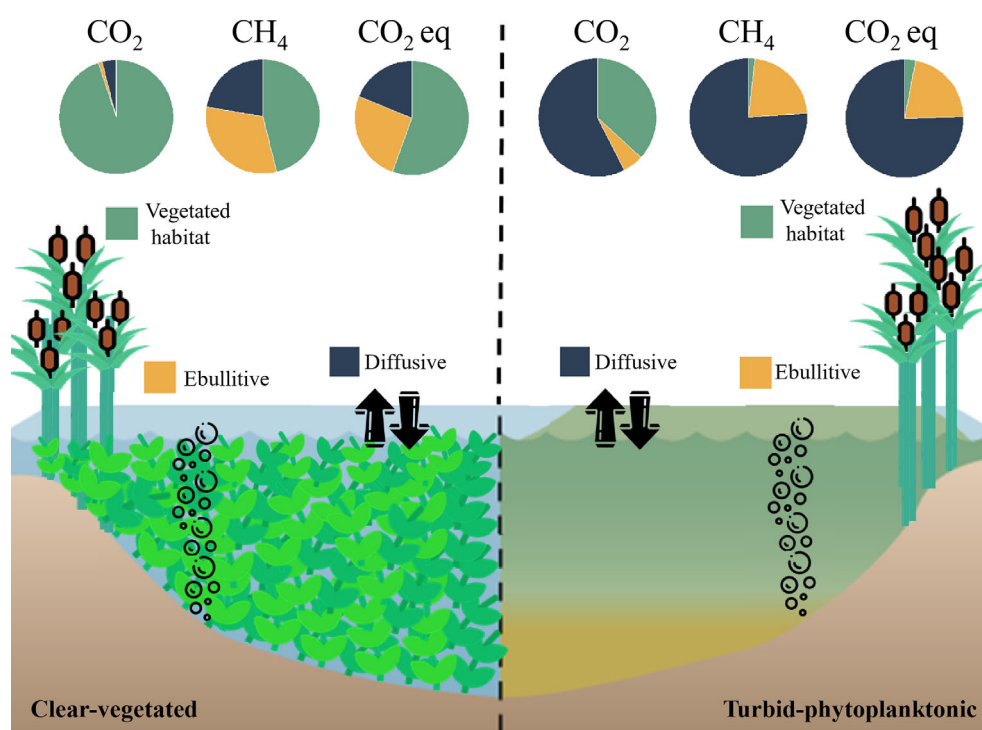 CO₂
CH₄
CO₂ eq
CO₂
CH₄
CO₂ eq
Vegetated
habitat
Vegetated
habitat
Ebullitive
Diffusive
Diffusive
Ebullitive
Clear-vegetated
Turbid-phytoplanktonic